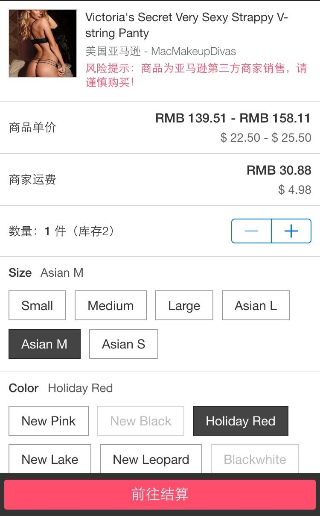 Victoria's Secret Very Sexy Strappy V-
string Panty
美国亚马逊 - MacMakeupDivas
风险提示：商品为亚马逊第三方商家销售，请
谨慎购买！
商品单价
RMB 139.51 - RMB 158.11
$ 22.50 - $ 25.50
商家运费
RMB 30.88
$ 4.98
数量：1 件（库存2）
Size Asian M
Small Medium Large Asian L
Asian M Asian S
Color Holiday Red
New Pink New Black Holiday Red
New Lake New Leopard Blackwhite
前往结算